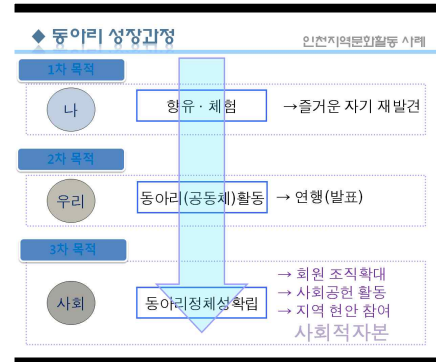 ◆ 동아리 성장과정
인천지역문화활동 사례
1차 목적
나
향유 · 체험
→즐거운 자기 재발견
2차 목적
우리
동아리(공동체)활동
→ 연행(발표)
3차 목적
사회
동아리정체성확립
→ 회원 조직확대
→ 사회공헌 활동
→ 지역 현안 참여
사회적자본